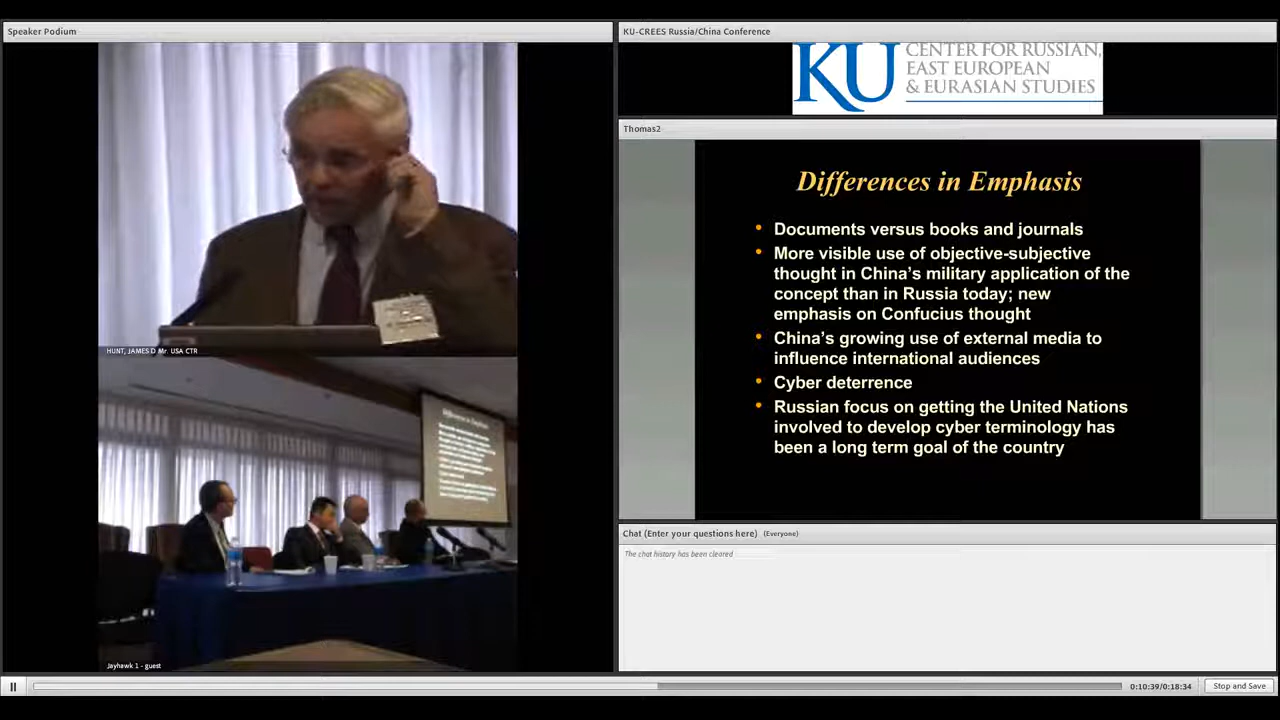 Speaker Podium
HUNT, JAMES D Mr. USA CTR
Jayhawk 1 - guest
KU-CREES Russia/China Conference
KU
CENTER FOR RUSSIAN,
EAST EUROPEAN
& EURASIAN STUDIES
Thomas2
Differences in Emphasis
• Documents versus books and journals
• More visible use of objective-subjective
thought in China's military application of the
concept than in Russia today; new
emphasis on Confucius thought
• China's growing use of external media to
influence international audiences
• Cyber deterrence
• Russian focus on getting the United Nations
involved to develop cyber terminology has
been a long term goal of the country
Chat (Enter your questions here) (Everyone)
The chat history has been cleared
0:10:39/0:18:34
Stop and Save